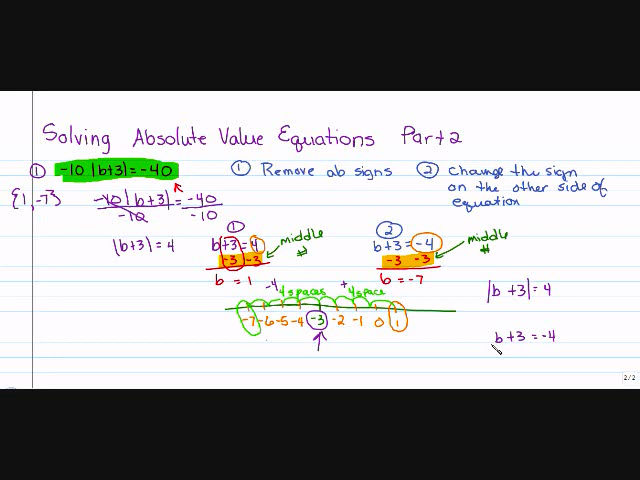 Solving Absolute Value Equations Part 2
① -10 |b+3| = -40
① Remove ab signs
② Change the sign on the other side of equation
{1, -7}
-10 |b+3| = -40
-10 -10
|b+3| = 4
①
b+3 = 4
-3 -3
b = 1
middle #
②
b+3 = -4
-3 -3
b = -7
middle #
-4 +
4 spaces 4 space
-7 -6 -5 -4 -3 -2 -1 0 1
|b +3| = 4
b+3 = -4
2/2